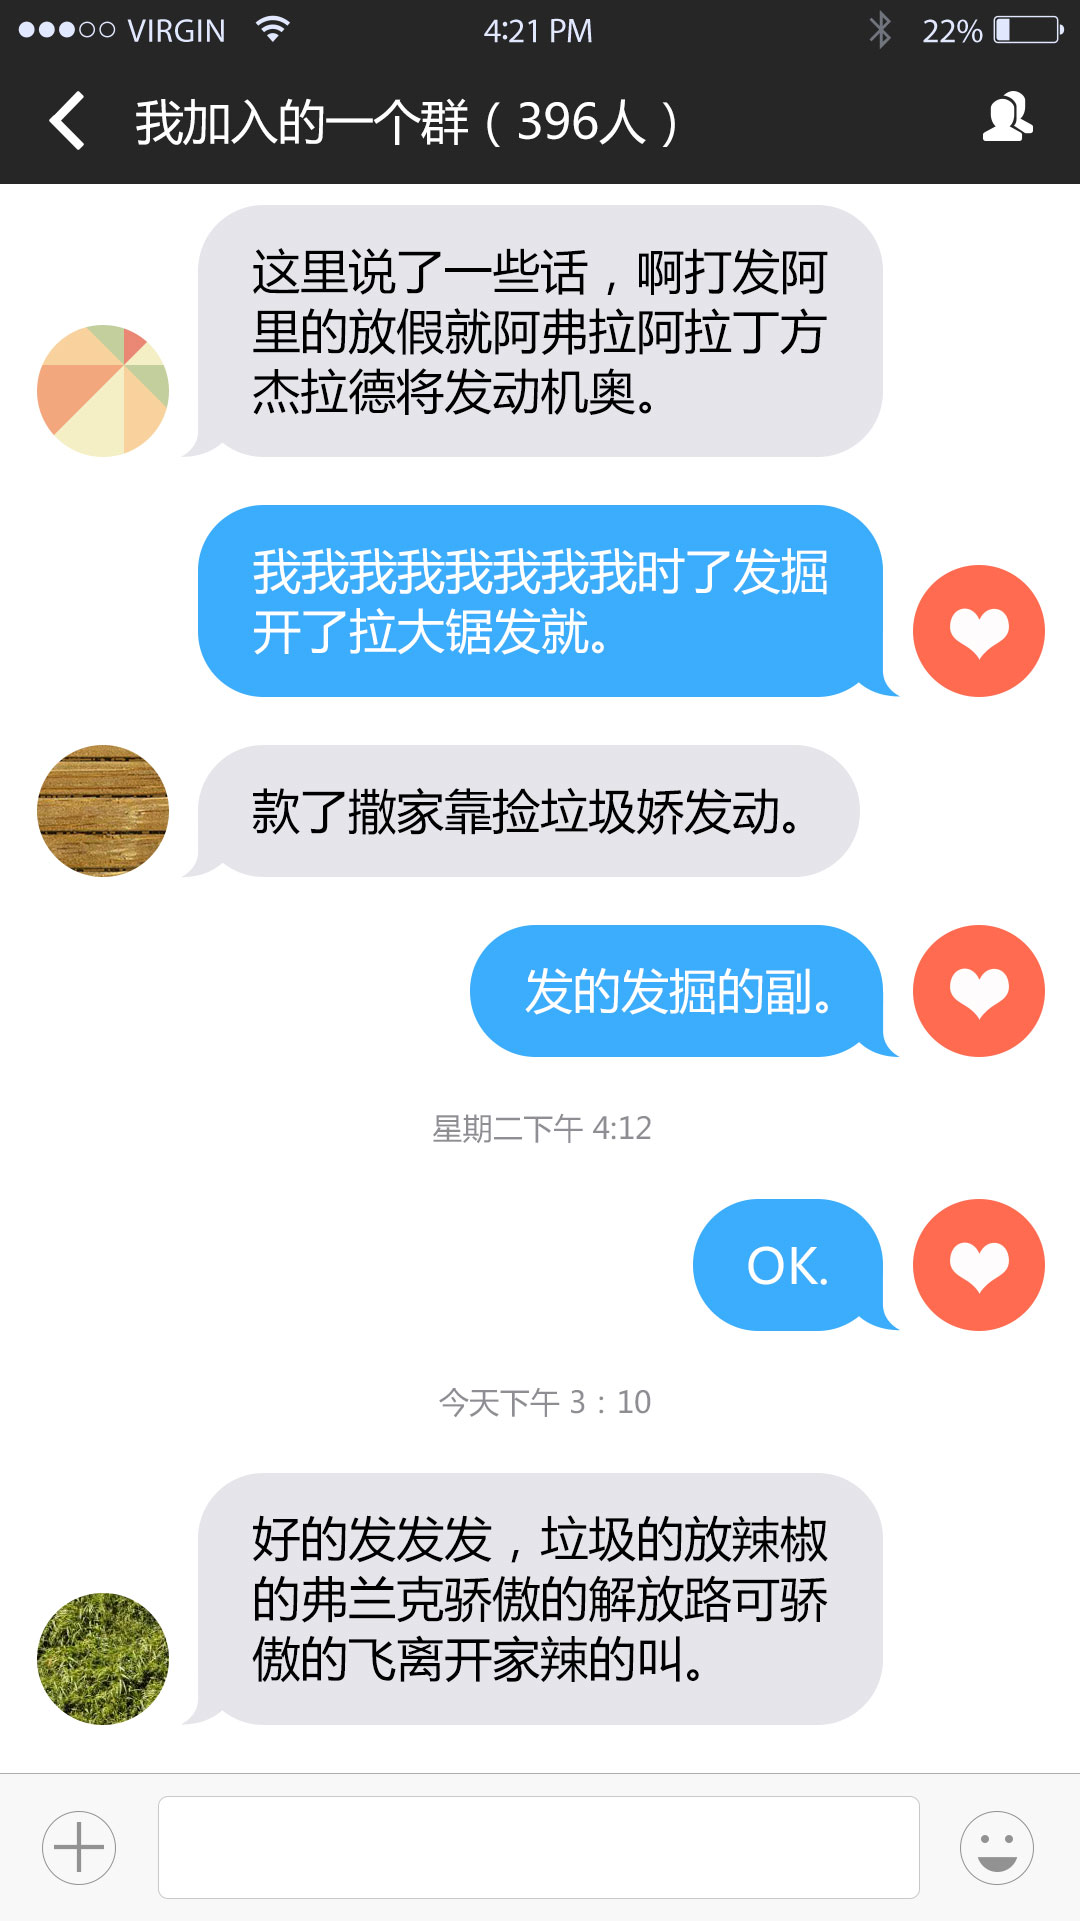 VIRGIN 4:21 PM 22%
我加入的一个群（396人）
这里说了一些话，啊打发阿
里的放假就阿弗拉阿拉丁方
杰拉德将发动机奥。
我我我我我我我我时了发掘
开了拉大锯发就。
款了撒家靠捡垃圾娇发动。
发的发掘的副。
星期二下午 4:12
OK.
今天下午 3：10
好的发发发，垃圾的放辣椒
的弗兰克骄傲的解放路可骄
傲的飞离开家辣的叫。